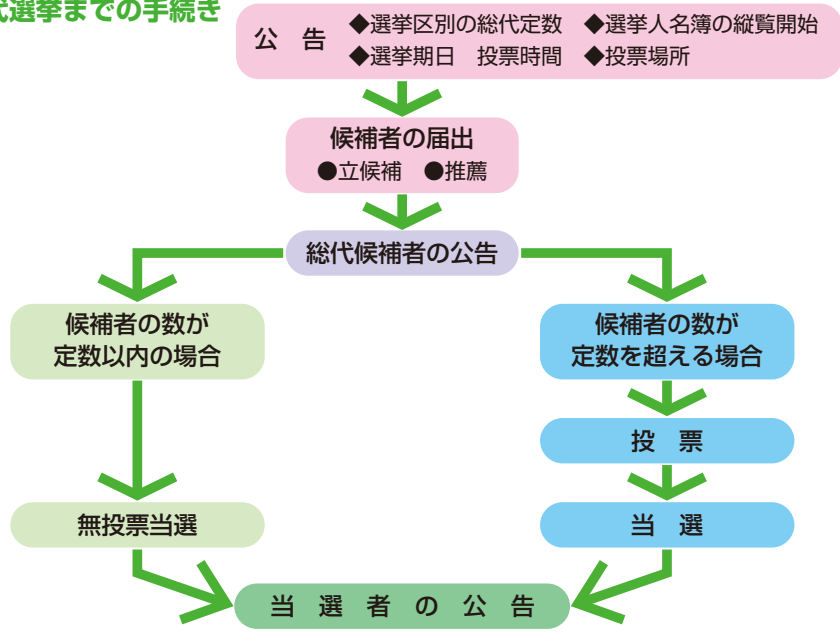 代選挙までの手続き
公　告
◆選挙区別の総代定数　◆選挙人名簿の縦覧開始
◆選挙期日　投票時間　◆投票場所
候補者の届出
●立候補　●推薦
総代候補者の公告
候補者の数が
定数以内の場合
候補者の数が
定数を超える場合
投　票
無投票当選
当　選
当　選　者　の　公　告